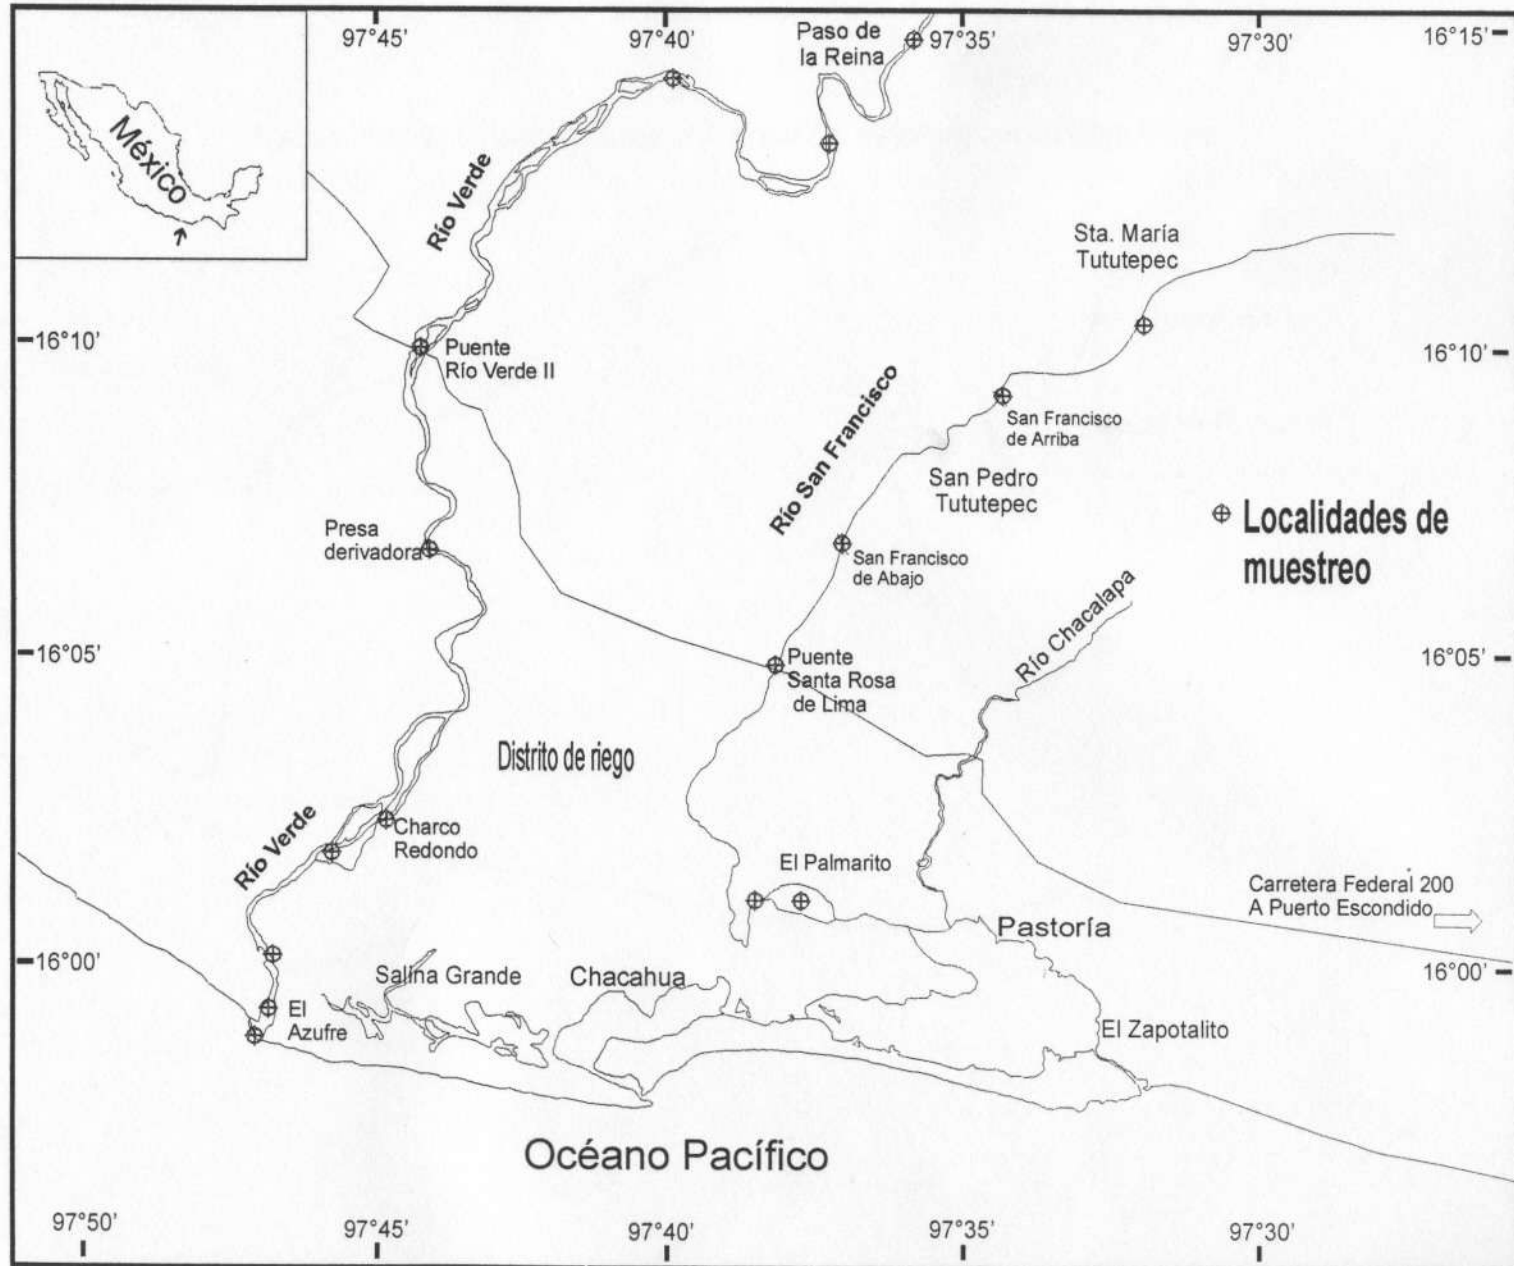 97°45'
97°40'
Paso de
la Reina
97°35'
97°30'
16°15'
México
Río Verde
Sta. María
Tututepec
16°10'
Puente
Río Verde II
16°10'
Río San Francisco
San Francisco
de Arriba
San Pedro
Tututepec
Localidades de
muestreo
Presa
derivadora
San Francisco
de Abajo
Río Chacalapa
16°05'
Puente
Santa Rosa
de Lima
16°05'
Distrito de riego
Río Verde
Charco
Redondo
El Palmarito
Carretera Federal 200
A Puerto Escondido
Pastoría
16°00'
Salina Grande
Chacahua
16°00'
El
Azufre
El Zapotalito
Océano Pacífico
97°50'
97°45'
97°40'
97°35'
97°30'